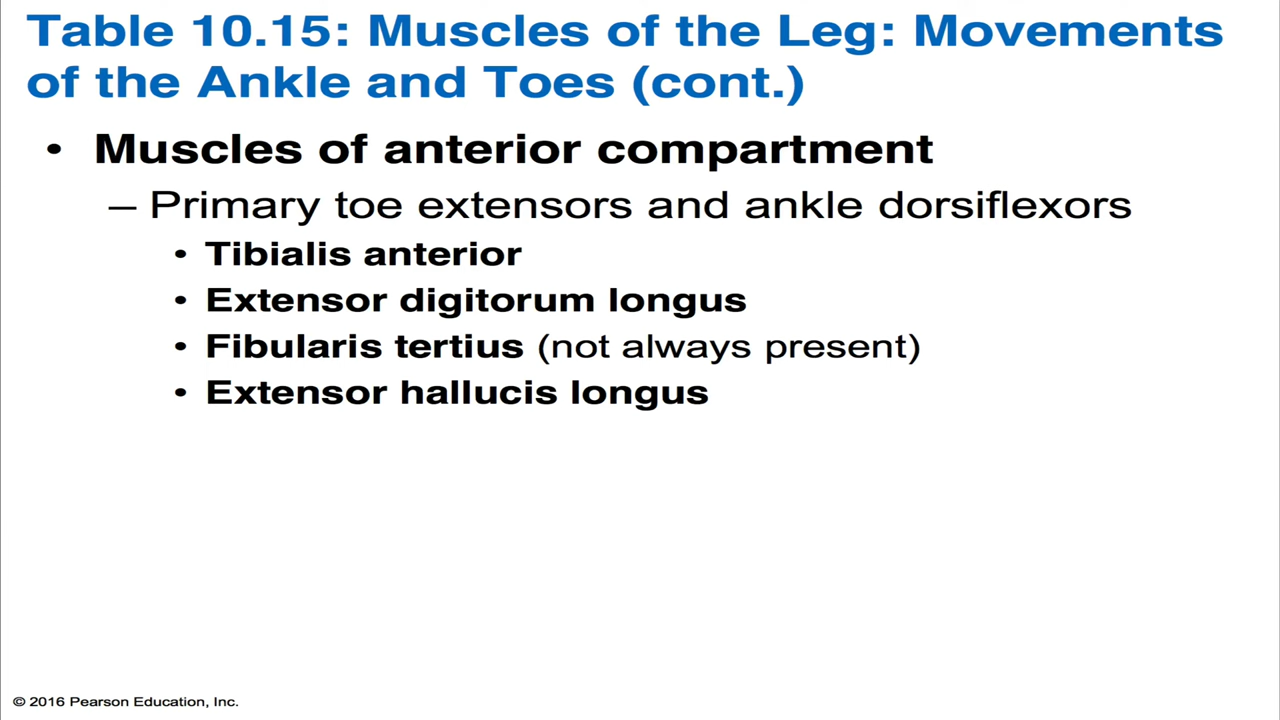 Table 10.15: Muscles of the Leg: Movements
of the Ankle and Toes (cont.)
• Muscles of anterior compartment
– Primary toe extensors and ankle dorsiflexors
• Tibialis anterior
• Extensor digitorum longus
• Fibularis tertius (not always present)
• Extensor hallucis longus
© 2016 Pearson Education, Inc.